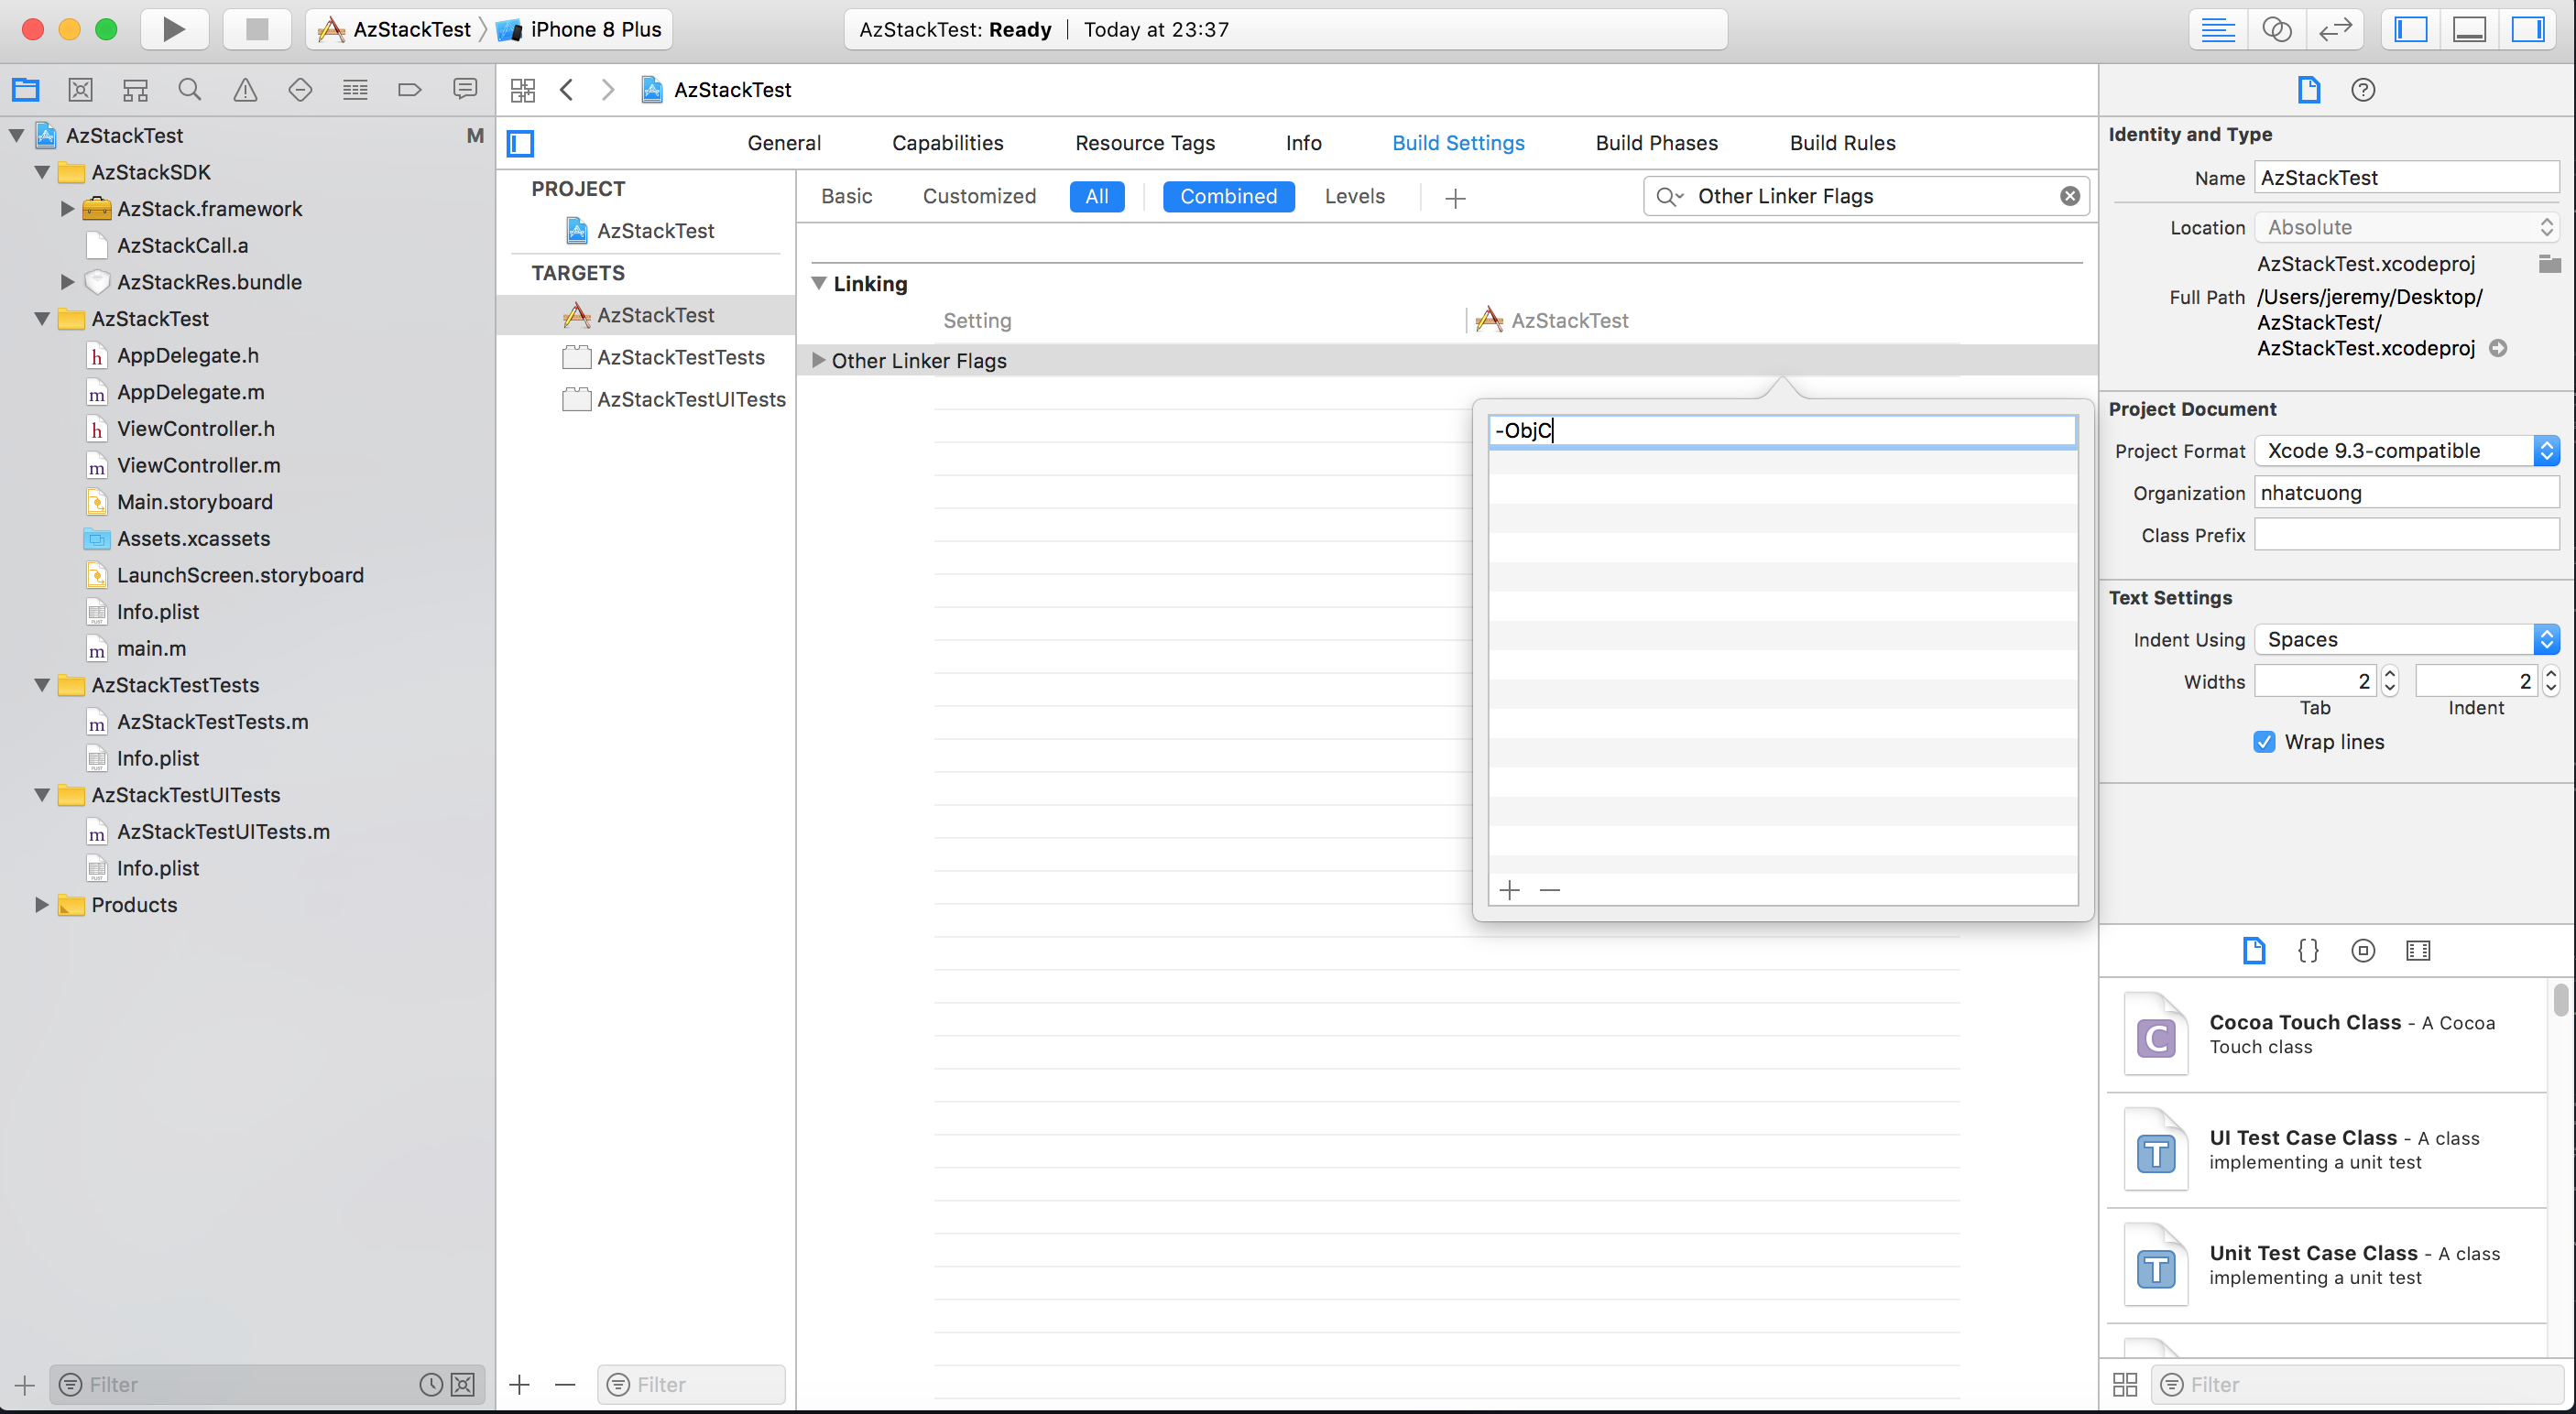 AzStackTest
iPhone 8 Plus
AzStackTest: Ready
Today at 23:37
AzStackTest
M
AzStackSDK
AzStack.framework
AzStackCall.a
AzStackRes.bundle
AzStackTest
h AppDelegate.h
m AppDelegate.m
h ViewController.h
m ViewController.m
Main.storyboard
Assets.xcassets
LaunchScreen.storyboard
Info.plist
m main.m
AzStackTestTests
m AzStackTestTests.m
Info.plist
AzStackTestUITests
m AzStackTestUITests.m
Info.plist
Products
Filter
AzStackTest
General Capabilities Resource Tags Info Build Settings Build Phases Build Rules
PROJECT
AzStackTest
TARGETS
AzStackTest
AzStackTestTests
AzStackTestUITests
Filter
Basic Customized All Combined Levels
Other Linker Flags
Linking
Setting
AzStackTest
Other Linker Flags
-ObjC
Identity and Type
Name AzStackTest
Location Absolute
AzStackTest.xcodeproj
Full Path /Users/jeremy/Desktop/
AzStackTest/
AzStackTest.xcodeproj
Project Document
Project Format Xcode 9.3-compatible
Organization nhatcuong
Class Prefix
Text Settings
Indent Using Spaces
Widths 2 2
Tab Indent
Wrap lines
{}
C
Cocoa Touch Class - A Cocoa
Touch class
T
UI Test Case Class - A class
implementing a unit test
T
Unit Test Case Class - A class
implementing a unit test
Filter